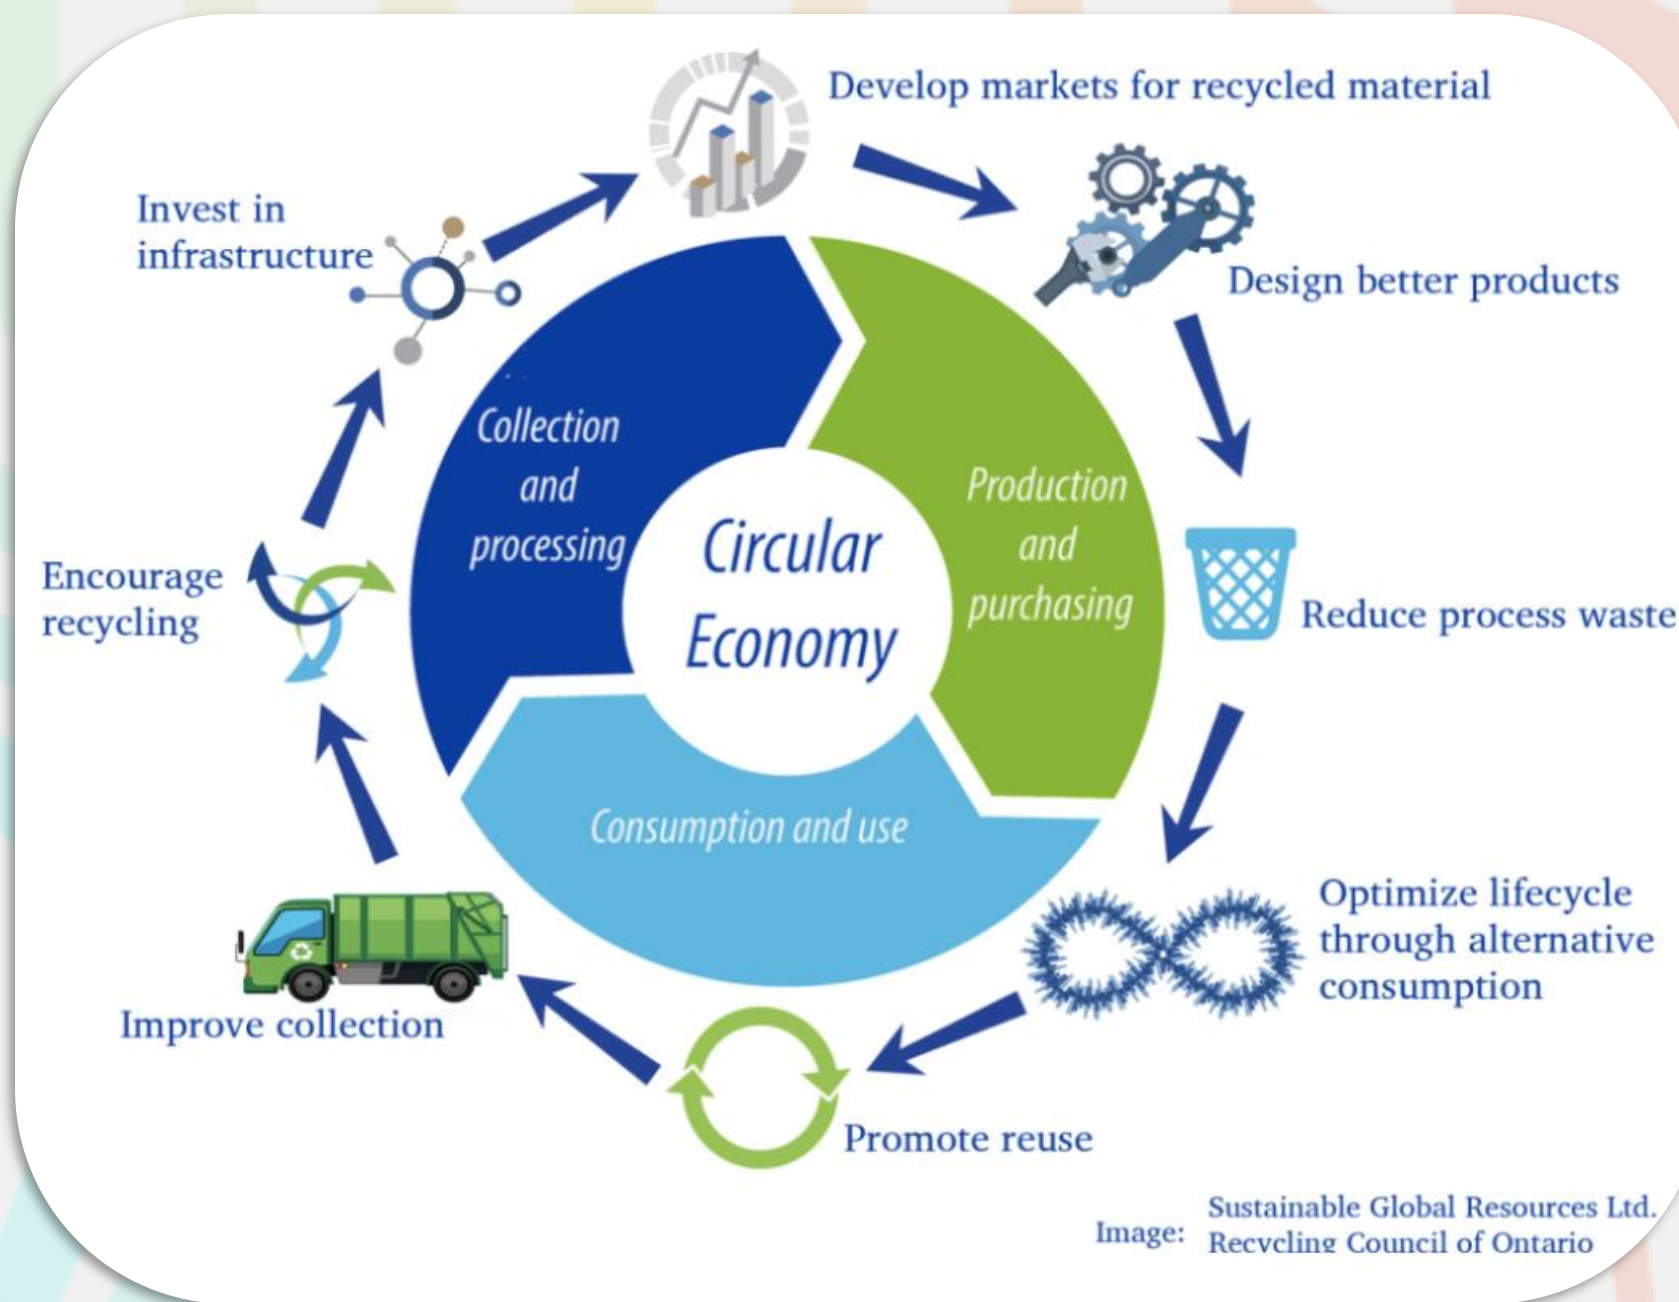 Develop markets for recycled material
Invest in
infrastructure
Design better products
Collection
and
processing
Production
and
purchasing
Circular
Economy
Encourage
recycling
Reduce process waste
Consumption and use
Optimize lifecycle
through alternative
consumption
Improve collection
Promote reuse
Image:
Sustainable Global Resources Ltd.
Recycling Council of Ontario